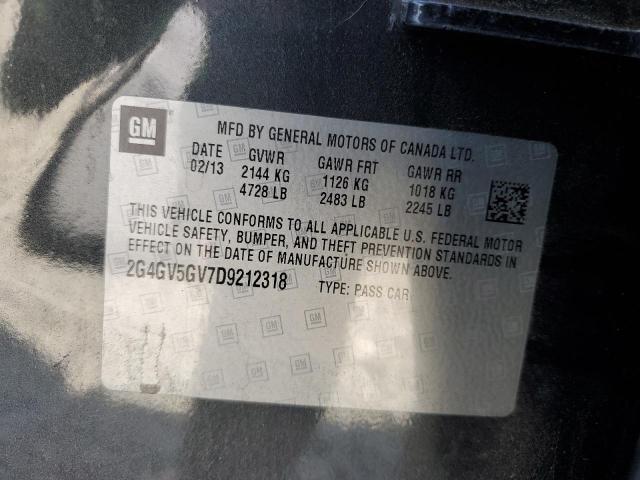 GM
MFD BY GENERAL MOTORS OF CANADA LTD.
DATE GVWR GAWR FRT GAWR RR
02/13 2144 KG 1126 KG 1018 KG
4728 LB 2483 LB 2245 LB
THIS VEHICLE CONFORMS TO ALL APPLICABLE U.S. FEDERAL MOTOR
VEHICLE SAFETY, BUMPER, AND THEFT PREVENTION STANDARDS IN
EFFECT ON THE DATE OF MANUFACTURE SHOWN ABOVE.
2G4GV5GV7D9212318 TYPE: PASS CAR